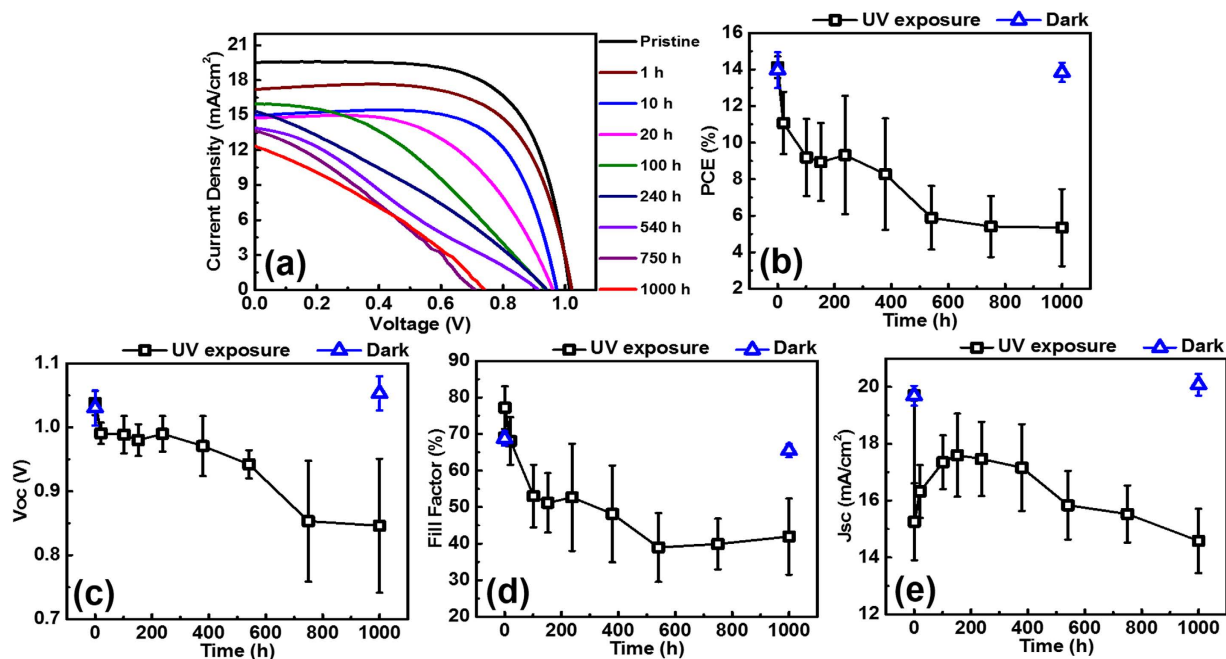 Current Density (mA/cm²)
21
18
15
12
9
6
3
0
0.0 0.2 0.4 0.6 0.8 1.0
Voltage (V)
(a)
Pristine
1 h
10 h
20 h
100 h
240 h
540 h
750 h
1000 h
UV exposure Dark
PCE (%)
16
14
12
10
8
6
4
2
0 200 400 600 800 1000
Time (h)
(b)
UV exposure Dark
Voc (V)
1.1
1.0
0.9
0.8
0.7
0 200 400 600 800 1000
Time (h)
(c)
UV exposure Dark
Fill Factor (%)
90
80
70
60
50
40
30
20
0 200 400 600 800 1000
Time (h)
(d)
UV exposure Dark
Jsc (mA/cm²)
20
18
16
14
12
0 200 400 600 800 1000
Time (h)
(e)